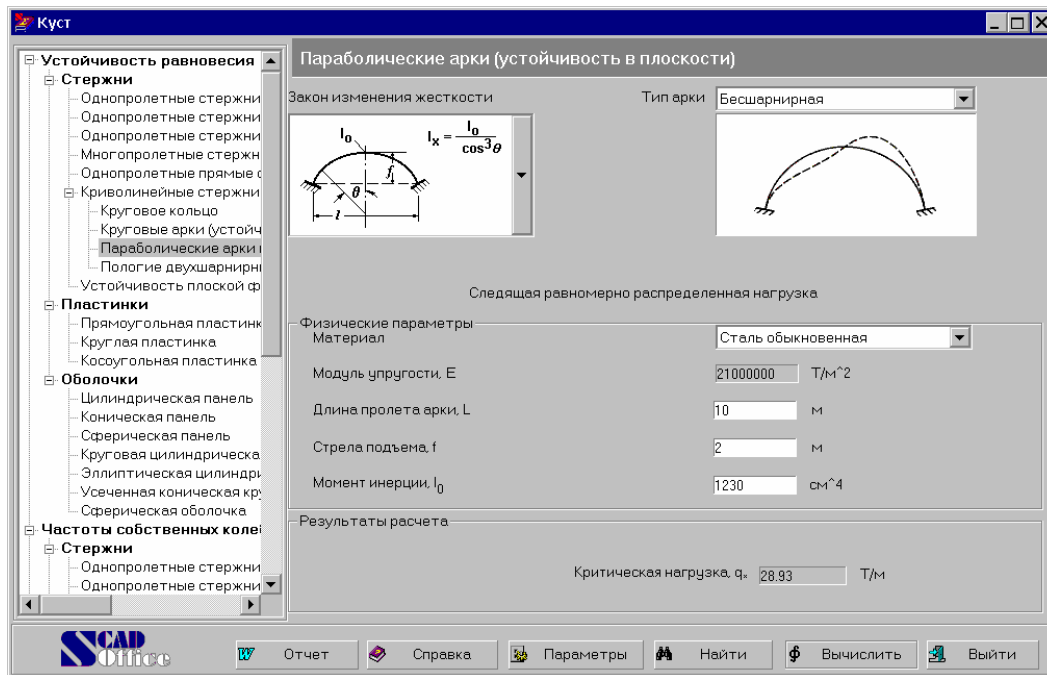 Куст
Устойчивость равновесия
Стержни
Однопролетные стержни
Однопролетные стержни
Однопролетные стержни
Многопролетные стержн
Однопролетные прямые с
Криволинейные стержни
Круговое кольцо
Круговые арки (устойч
Параболические арки
Пологие двухшарнирн
Устойчивость плоской ф
Пластинки
Прямоугольная пластинк
Круглая пластинка
Косоугольная пластинка
Оболочки
Цилиндрическая панель
Коническая панель
Сферическая панель
Круговая цилиндрическа
Эллиптическая цилиндри
Усеченная коническая кру
Сферическая оболочка
Частоты собственных коле
Стержни
Однопролетные стержни
Однопролетные стержни
Параболические арки (устойчивость в плоскости)
Закон изменения жесткости
Тип арки Бесшарнирная
I₀ Iₓ = I₀ / cos³θ
f
θ
l
Следящая равномерно распределенная нагрузка
Физические параметры
Материал Сталь обыкновенная
Модуль упругости, E 21000000 Т/м^2
Длина пролета арки, L 10 м
Стрела подъема, f 2 м
Момент инерции, I₀ 1230 см^4
Результаты расчета
Критическая нагрузка, qₓ 28.93 Т/м
SCAD Office
Отчет Справка Параметры Найти Вычислить Выйти